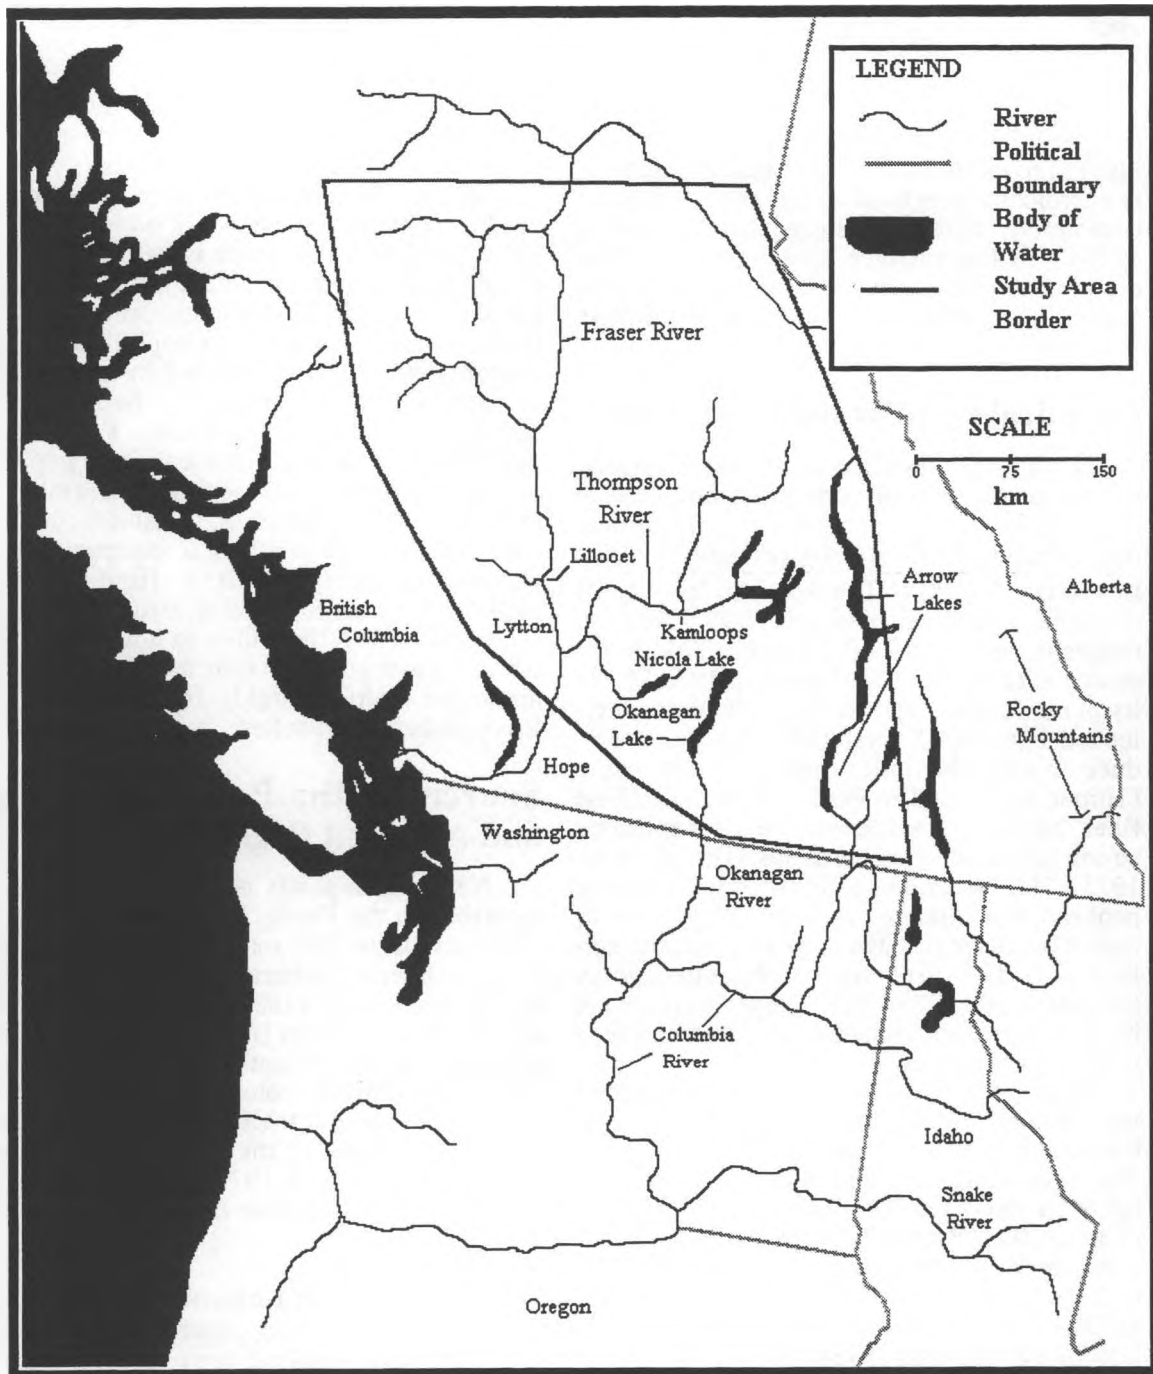 LEGEND
River
Political
Boundary
Body of
Water
Study Area
Border
SCALE
0 75 150
km
Fraser River
Thompson
River
Lillooet
British
Columbia
Lytton
Kamloops
Nicola Lake
Okanagan
Lake
Arrow
Lakes
Alberta
Rocky
Mountains
Hope
Washington
Okanagan
River
Columbia
River
Idaho
Snake
River
Oregon